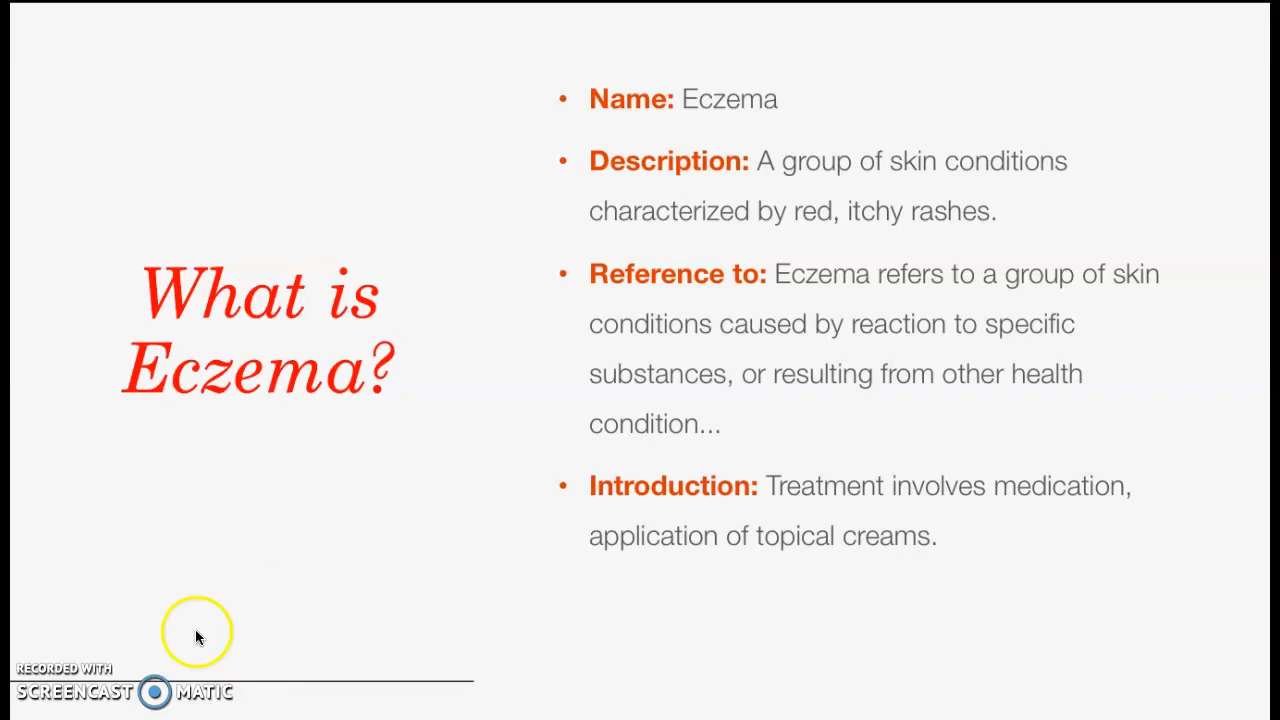 What is
Eczema?
• Name: Eczema
• Description: A group of skin conditions
characterized by red, itchy rashes.
• Reference to: Eczema refers to a group of skin
conditions caused by reaction to specific
substances, or resulting from other health
condition...
• Introduction: Treatment involves medication,
application of topical creams.
RECORDED WITH
SCREENCAST MATIC